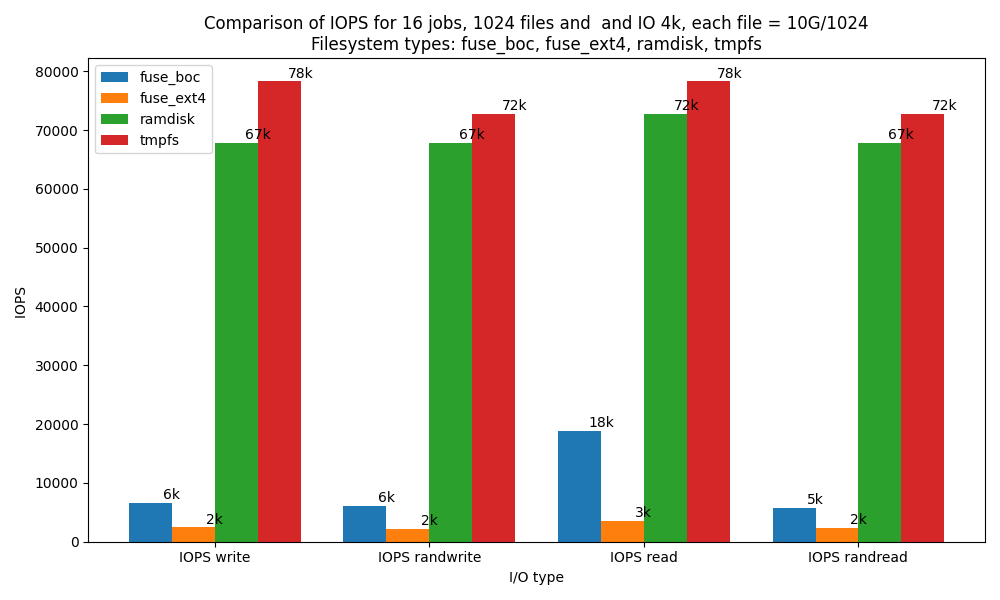 Comparison of IOPS for 16 jobs, 1024 files and  and IO 4k, each file = 10G/1024
Filesystem types: fuse_boc, fuse_ext4, ramdisk, tmpfs
fuse_boc
fuse_ext4
ramdisk
tmpfs
IOPS
80000
70000
60000
50000
40000
30000
20000
10000
0
6k
2k
67k
78k
6k
2k
67k
72k
18k
3k
72k
78k
5k
2k
67k
72k
IOPS write
IOPS randwrite
IOPS read
IOPS randread
I/O type